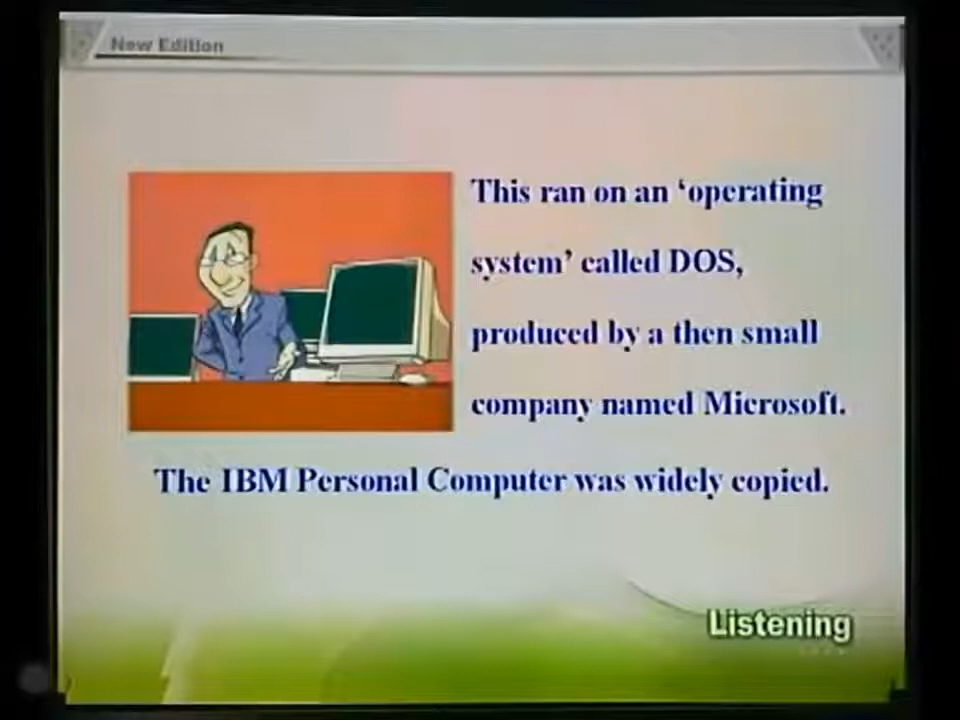 New Edition
This ran on an ‘operating
system’ called DOS,
produced by a then small
company named Microsoft.
The IBM Personal Computer was widely copied.
Listening